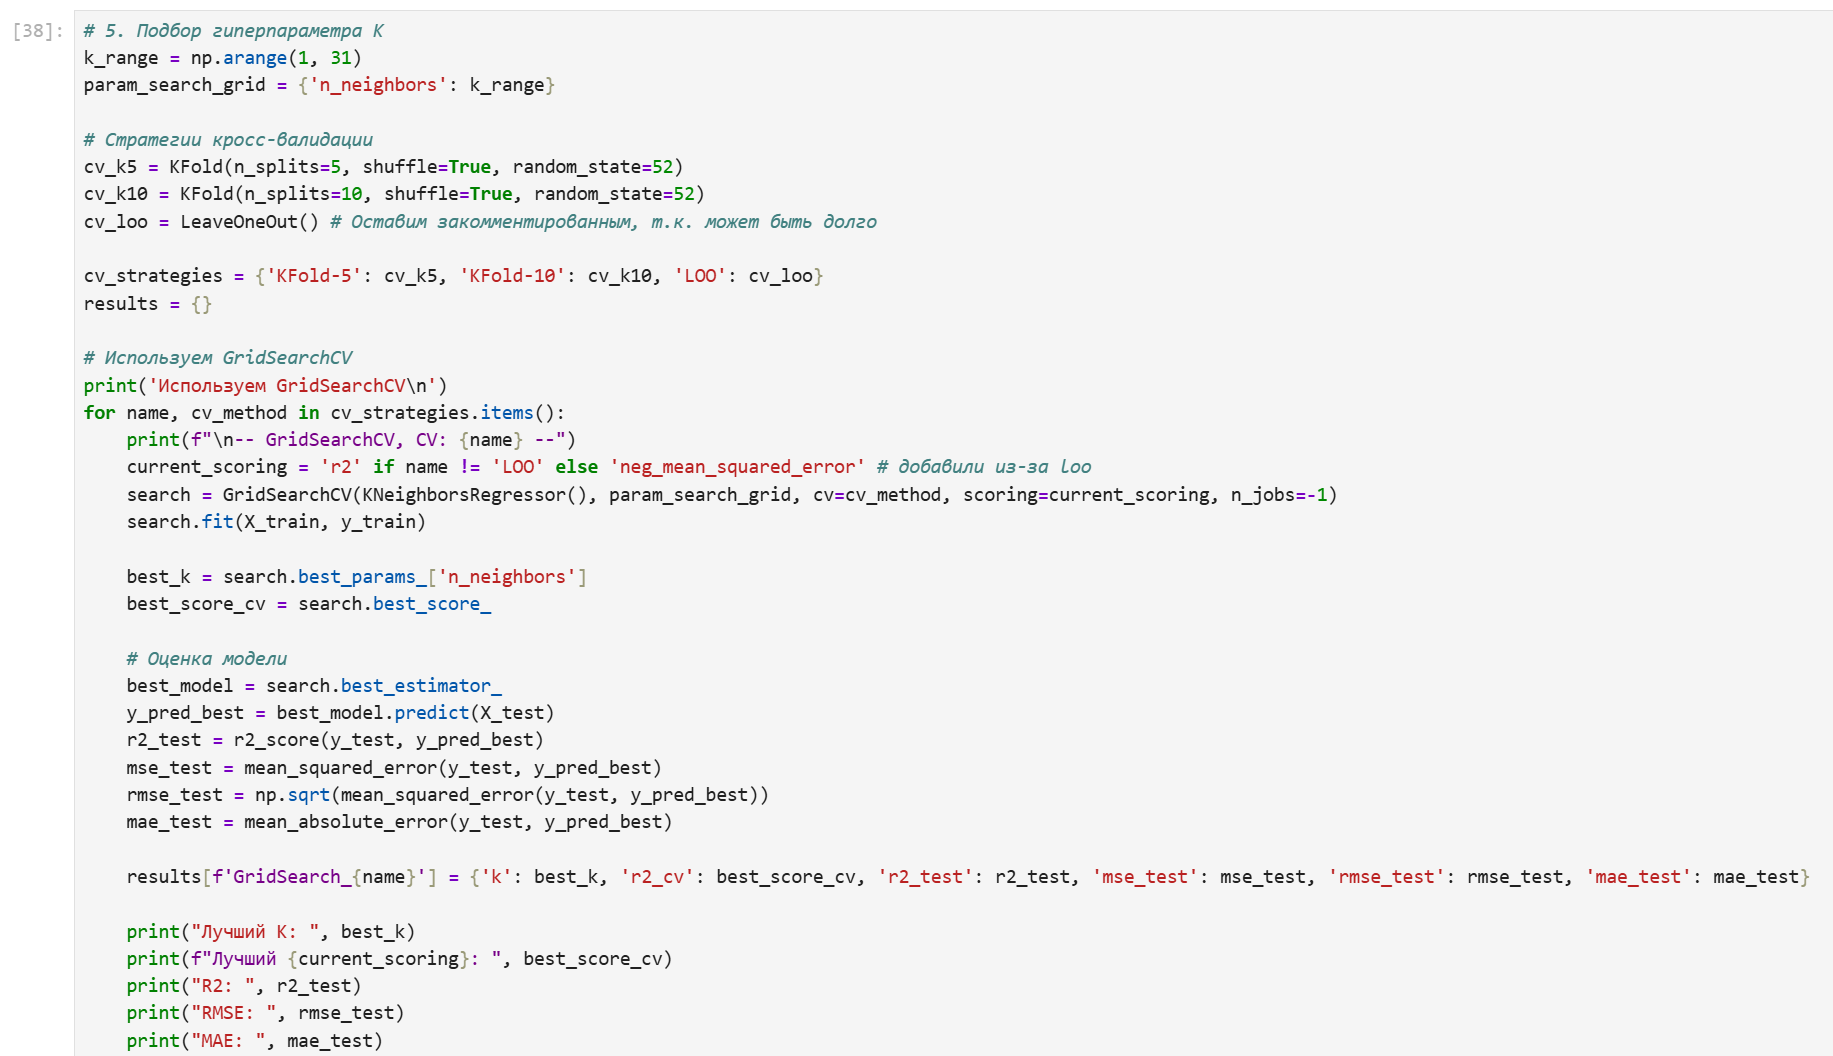 [38]: # 5. Подбор гиперпараметра K
k_range = np.arange(1, 31)
param_search_grid = {'n_neighbors': k_range}

# Стратегии кросс-валидации
cv_k5 = KFold(n_splits=5, shuffle=True, random_state=52)
cv_k10 = KFold(n_splits=10, shuffle=True, random_state=52)
cv_loo = LeaveOneOut() # Оставим закомментированным, т.к. может быть долго

cv_strategies = {'KFold-5': cv_k5, 'KFold-10': cv_k10, 'LOO': cv_loo}
results = {}

# Используем GridSearchCV
print('Используем GridSearchCV\n')
for name, cv_method in cv_strategies.items():
    print(f"\n-- GridSearchCV, CV: {name} --")
    current_scoring = 'r2' if name != 'LOO' else 'neg_mean_squared_error' # добавили из-за loo
    search = GridSearchCV(KNeighborsRegressor(), param_search_grid, cv=cv_method, scoring=current_scoring, n_jobs=-1)
    search.fit(X_train, y_train)

    best_k = search.best_params_['n_neighbors']
    best_score_cv = search.best_score_

    # Оценка модели
    best_model = search.best_estimator_
    y_pred_best = best_model.predict(X_test)
    r2_test = r2_score(y_test, y_pred_best)
    mse_test = mean_squared_error(y_test, y_pred_best)
    rmse_test = np.sqrt(mean_squared_error(y_test, y_pred_best))
    mae_test = mean_absolute_error(y_test, y_pred_best)

    results[f'GridSearch_{name}'] = {'k': best_k, 'r2_cv': best_score_cv, 'r2_test': r2_test, 'mse_test': mse_test, 'rmse_test': rmse_test, 'mae_test': mae_test}

    print("Лучший K: ", best_k)
    print(f"Лучший {current_scoring}: ", best_score_cv)
    print("R2: ", r2_test)
    print("RMSE: ", rmse_test)
    print("MAE: ", mae_test)